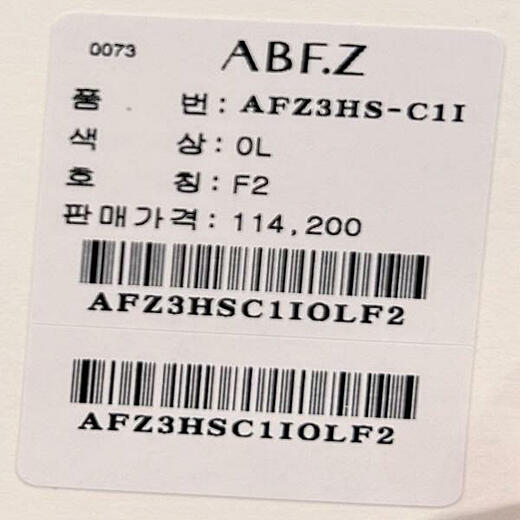 0073 ABF.Z
품 번 : AFZ3HS-C1I
색 상 : OL
호 칭 : F2
판매가격 : 114,200
AFZ3HSC1IOLF2
AFZ3HSC1IOLF2